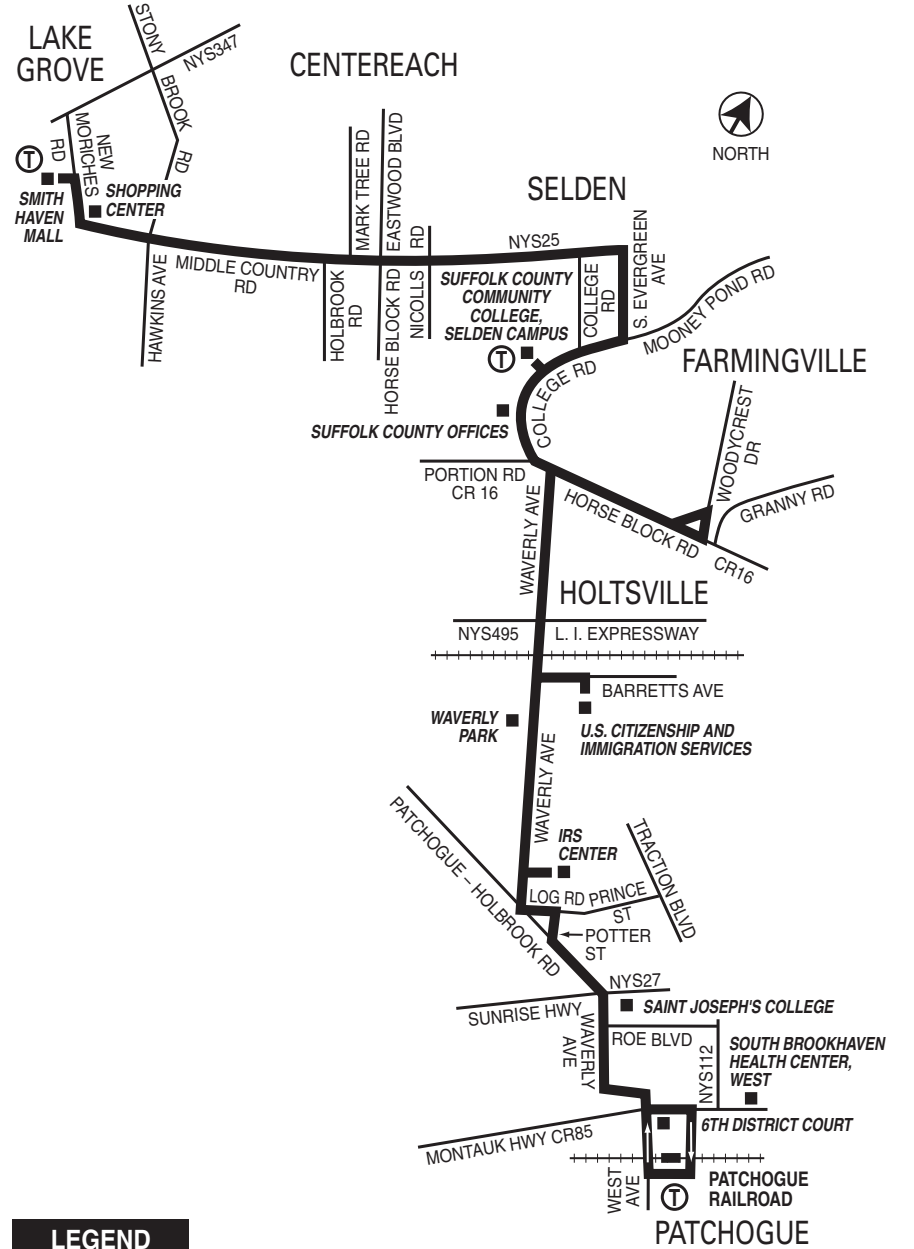 LAKE
GROVE
STONY
BROOK
RD
NYS347
CENTEREACH
NORTH
NEW
MORICHES
RD
T
SMITH
HAVEN
MALL
SHOPPING
CENTER
HAWKINS AVE
MIDDLE COUNTRY
RD
HOLBROOK
RD
MARK TREE RD
EASTWOOD BLVD
HORSE BLOCK RD
NICOLLS
RD
SELDEN
NYS25
SUFFOLK COUNTY
COMMUNITY
COLLEGE,
SELDEN CAMPUS
COLLEGE
RD
S. EVERGREEN
AVE
MOONEY POND RD
T
COLLEGE RD
SUFFOLK COUNTY OFFICES
FARMINGVILLE
WOODYCREST
DR
GRANNY RD
PORTION RD
CR 16
HORSE BLOCK RD
CR16
WAVERLY AVE
HOLTSVILLE
NYS495
L. I. EXPRESSWAY
BARRETTS AVE
WAVERLY
PARK
U.S. CITIZENSHIP AND
IMMIGRATION SERVICES
WAVERLY AVE
PATCHOGUE – HOLBROOK RD
IRS
CENTER
TRACTION BLVD
LOG RD
PRINCE
ST
POTTER
ST
NYS27
SUNRISE HWY
SAINT JOSEPH'S COLLEGE
WAVERLY
AVE
ROE BLVD
NYS112
SOUTH BROOKHAVEN
HEALTH CENTER,
WEST
MONTAUK HWY CR85
6TH DISTRICT COURT
WEST
AVE
T
PATCHOGUE
RAILROAD
PATCHOGUE
LEGEND